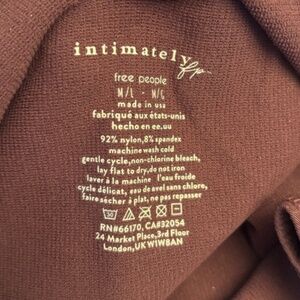 intimately fp
free people
M/L - M/G
made in usa
fabriqué aux états-unis
hecho en ee.uu
92% nylon,8% spandex
machine wash cold
gentle cycle,non-chlorine bleach,
lay flat to dry,do not iron
laver à la machine l'eau froide
cycle délicat, eau de avel sans chlore,
faire sécher à plat, ne pas repasser
RN#66170, CA#32054
24 Market Place,3rd Floor
London,UK W1W8AN